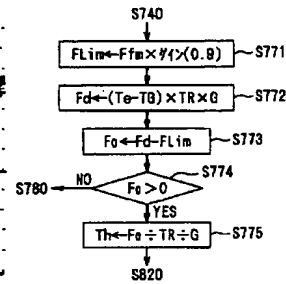 S740
FLim←Ffm×ゲイン(0.9) S771
Fd←(Te-TG)×TR×G S772
Fo←Fd-FLim S773
S774
S780 NO Fo>0
YES
Th←Fo÷TR÷G S775
S820